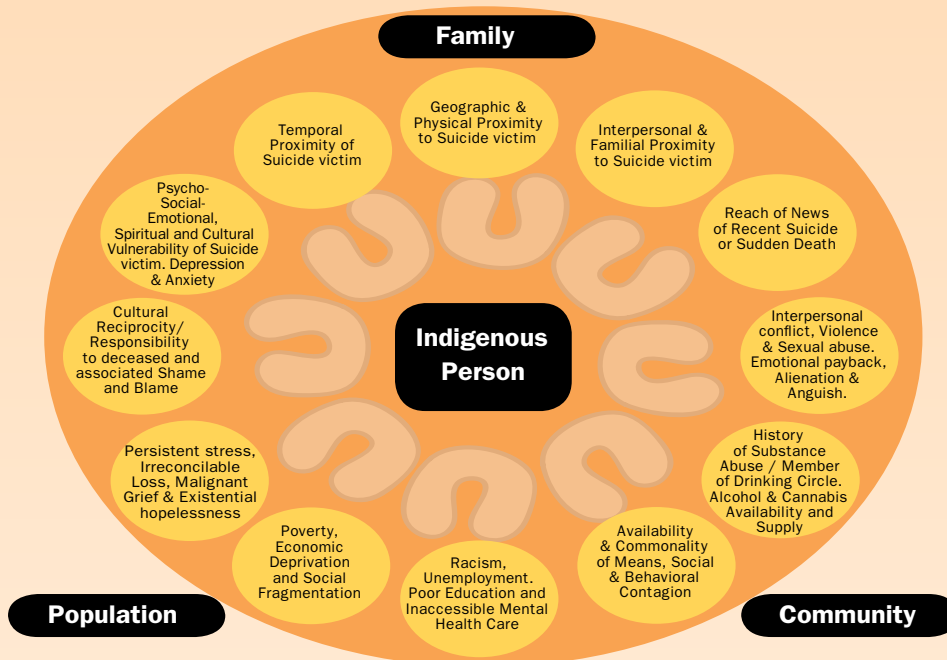 Family
Geographic &
Physical Proximity
to Suicide victim
Temporal
Proximity of
Suicide victim
Interpersonal &
Familial Proximity
to Suicide victim
Psycho-
Social-
Emotional,
Spiritual and Cultural
Vulnerability of Suicide
victim. Depression
& Anxiety
Reach of News
of Recent Suicide
or Sudden Death
Cultural
Reciprocity/
Responsibility
to deceased and
associated Shame
and Blame
Indigenous
Person
Interpersonal
conflict, Violence
& Sexual abuse.
Emotional payback,
Alienation &
Anguish.
Persistent stress,
Irreconcilable
Loss, Malignant
Grief & Existential
hopelessness
History
of Substance
Abuse / Member
of Drinking Circle.
Alcohol & Cannabis
Availability and
Supply
Poverty,
Economic
Deprivation
and Social
Fragmentation
Racism,
Unemployment.
Poor Education and
Inaccessible Mental
Health Care
Availability
& Commonality
of Means, Social
& Behavioral
Contagion
Population
Community